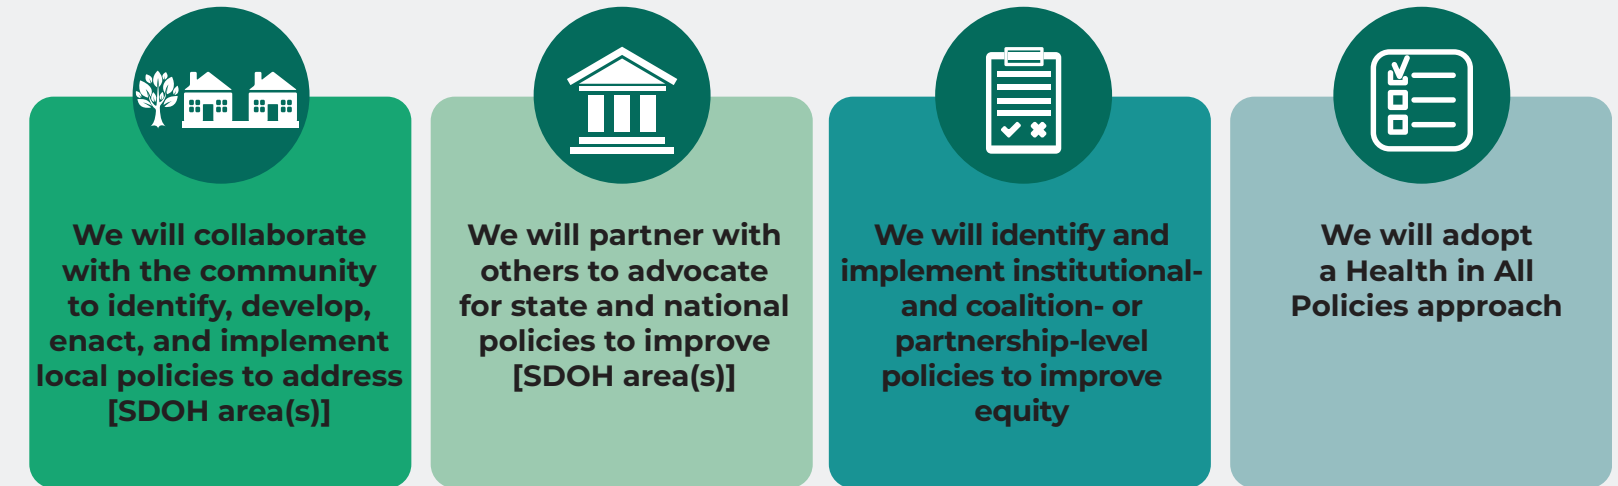 We will collaborate
with the community
to identify, develop,
enact, and implement
local policies to address
[SDOH area(s)]
We will partner with
others to advocate
for state and national
policies to improve
[SDOH area(s)]
We will identify and
implement institutional-
and coalition- or
partnership-level
policies to improve
equity
We will adopt
a Health in All
Policies approach